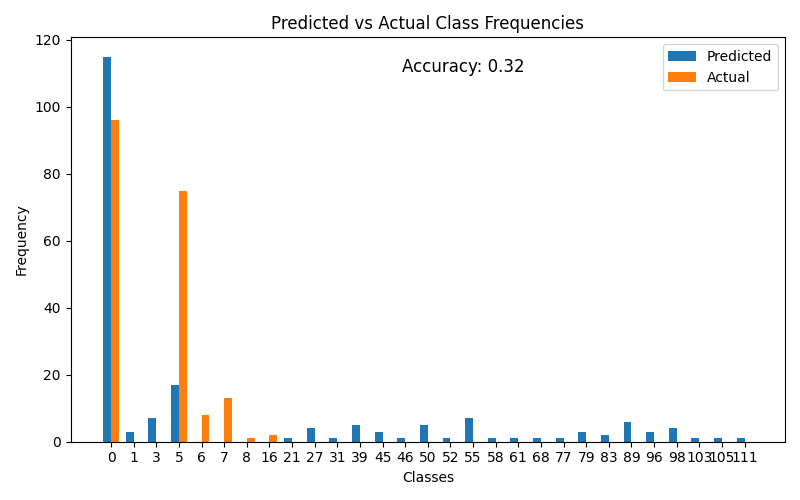 Predicted vs Actual Class Frequencies
120
100
80
60
40
20
0
Frequency
Accuracy: 0.32
Predicted
Actual
0 1 3 5 6 7 8 16 21 27 31 39 45 46 50 52 55 58 61 68 77 79 83 89 96 98 103 105 111
Classes